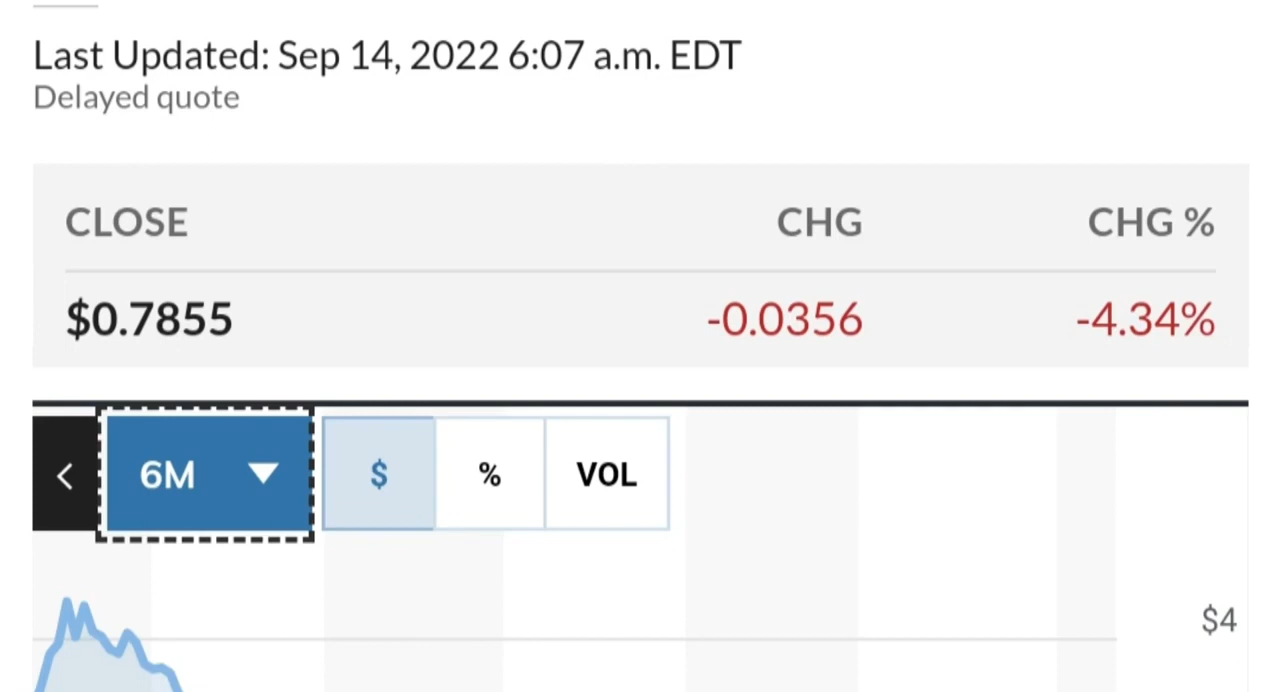 Last Updated: Sep 14, 2022 6:07 a.m. EDT
Delayed quote
CLOSE CHG CHG %
$0.7855 -0.0356 -4.34%
6M $ % VOL
$4